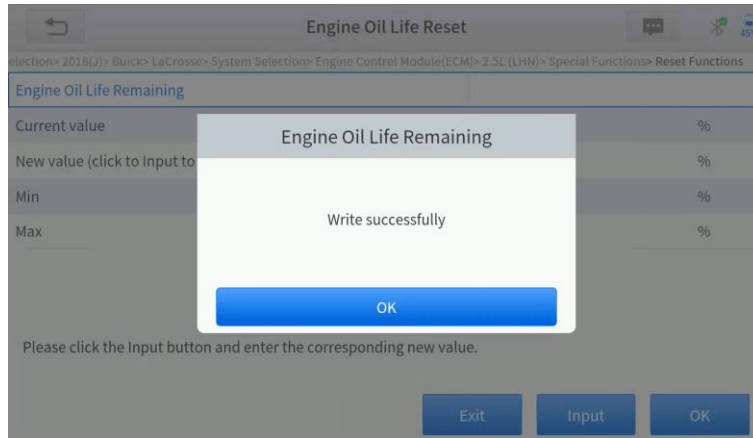 Engine Oil Life Reset
election> 2018(J)> Buick> LaCrosse> System Selection> Engine Control Module(ECM)> 2.5L (LHN)> Special Functions> Reset Functions
Engine Oil Life Remaining
Current value %
New value (click to Input to %
Min %
Max %
Engine Oil Life Remaining
Write successfully
OK
Please click the Input button and enter the corresponding new value.
Exit Input OK